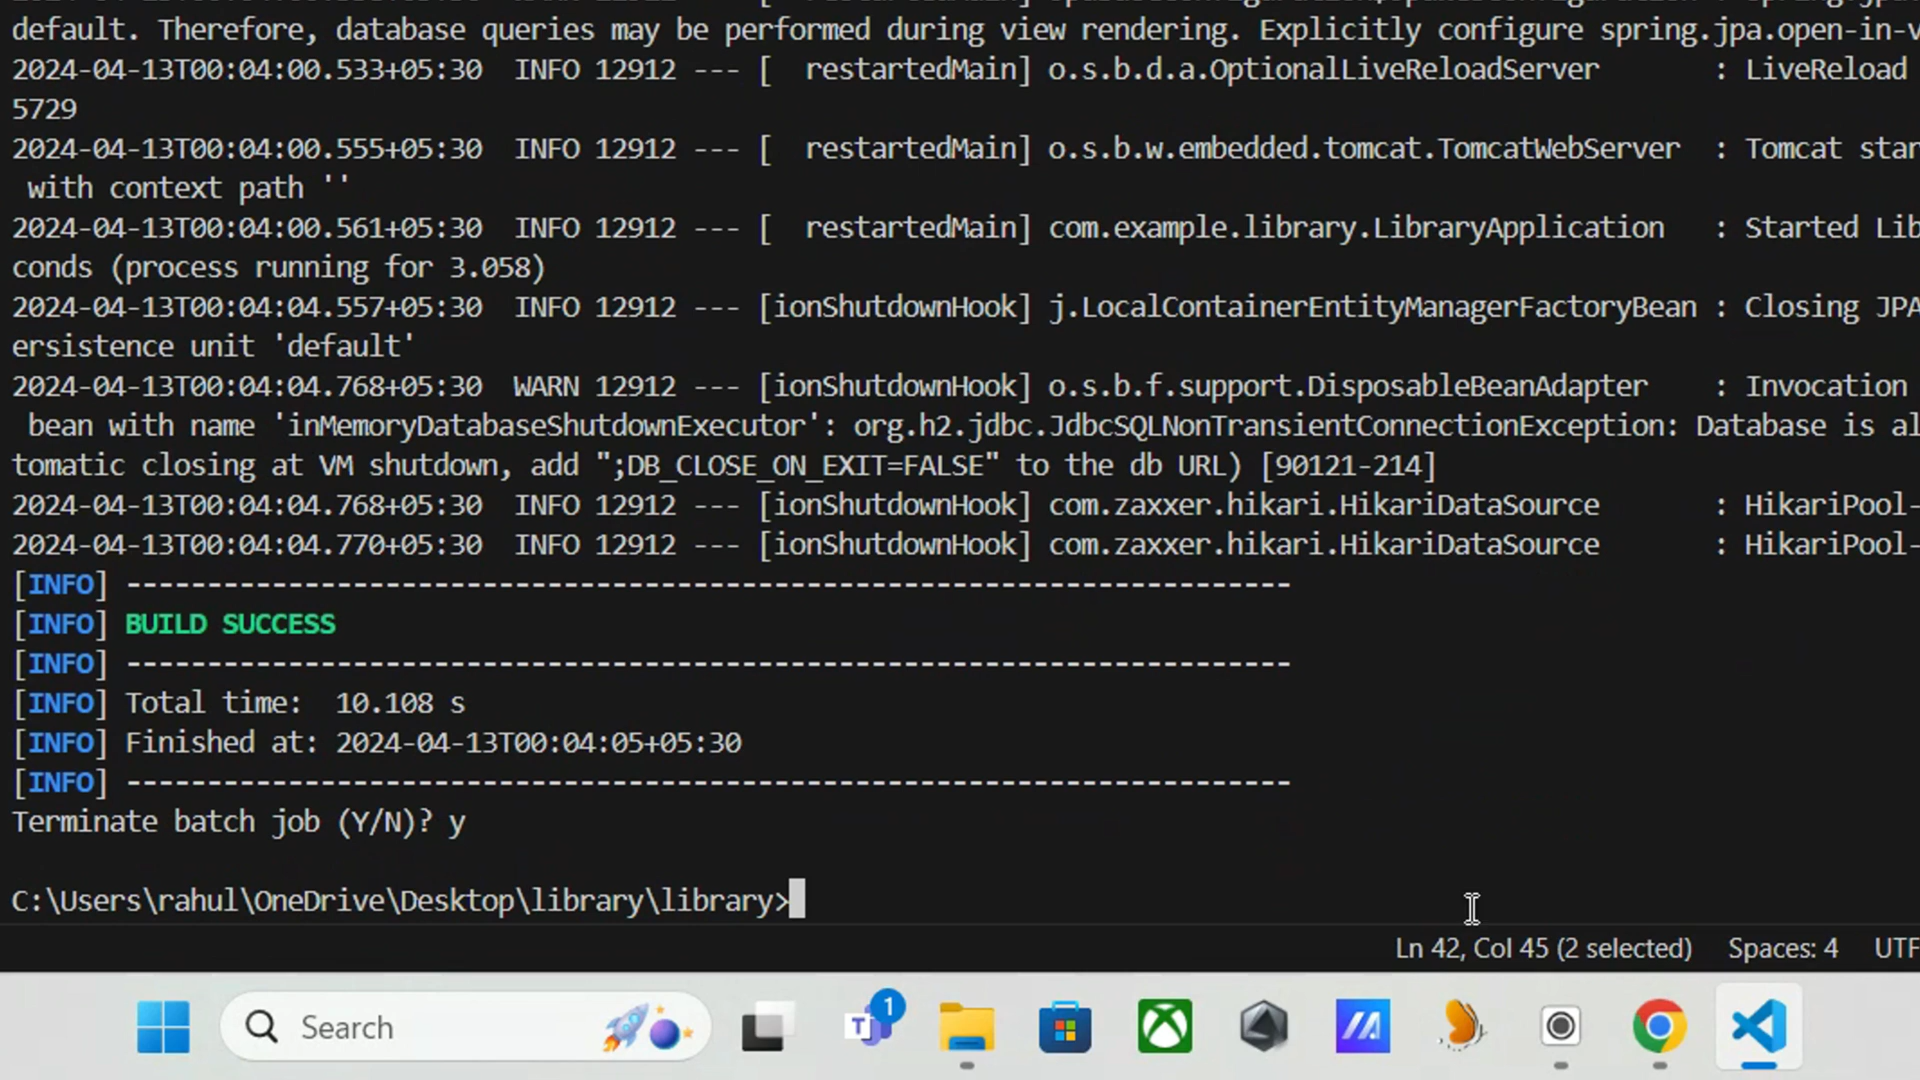 default. Therefore, database queries may be performed during view rendering. Explicitly configure spring.jpa.open-in-v
2024-04-13T00:04:00.533+05:30  INFO 12912 --- [  restartedMain] o.s.b.d.a.OptionalLiveReloadServer       : LiveReload
5729
2024-04-13T00:04:00.555+05:30  INFO 12912 --- [  restartedMain] o.s.b.w.embedded.tomcat.TomcatWebServer  : Tomcat star
with context path ''
2024-04-13T00:04:00.561+05:30  INFO 12912 --- [  restartedMain] com.example.library.LibraryApplication   : Started Lib
conds (process running for 3.058)
2024-04-13T00:04:04.557+05:30  INFO 12912 --- [ionShutdownHook] j.LocalContainerEntityManagerFactoryBean : Closing JPA
ersistence unit 'default'
2024-04-13T00:04:04.768+05:30  WARN 12912 --- [ionShutdownHook] o.s.b.f.support.DisposableBeanAdapter    : Invocation
bean with name 'inMemoryDatabaseShutdownExecutor': org.h2.jdbc.JdbcSQLNonTransientConnectionException: Database is al
tomatic closing at VM shutdown, add ";DB_CLOSE_ON_EXIT=FALSE" to the db URL) [90121-214]
2024-04-13T00:04:04.768+05:30  INFO 12912 --- [ionShutdownHook] com.zaxxer.hikari.HikariDataSource       : HikariPool-
2024-04-13T00:04:04.770+05:30  INFO 12912 --- [ionShutdownHook] com.zaxxer.hikari.HikariDataSource       : HikariPool-
[INFO] ------------------------------------------------------------------------
[INFO] BUILD SUCCESS
[INFO] ------------------------------------------------------------------------
[INFO] Total time:  10.108 s
[INFO] Finished at: 2024-04-13T00:04:05+05:30
[INFO] ------------------------------------------------------------------------
Terminate batch job (Y/N)? y
C:\Users\rahul\OneDrive\Desktop\library\library>
Ln 42, Col 45 (2 selected) Spaces: 4 UTF
Search
T
1